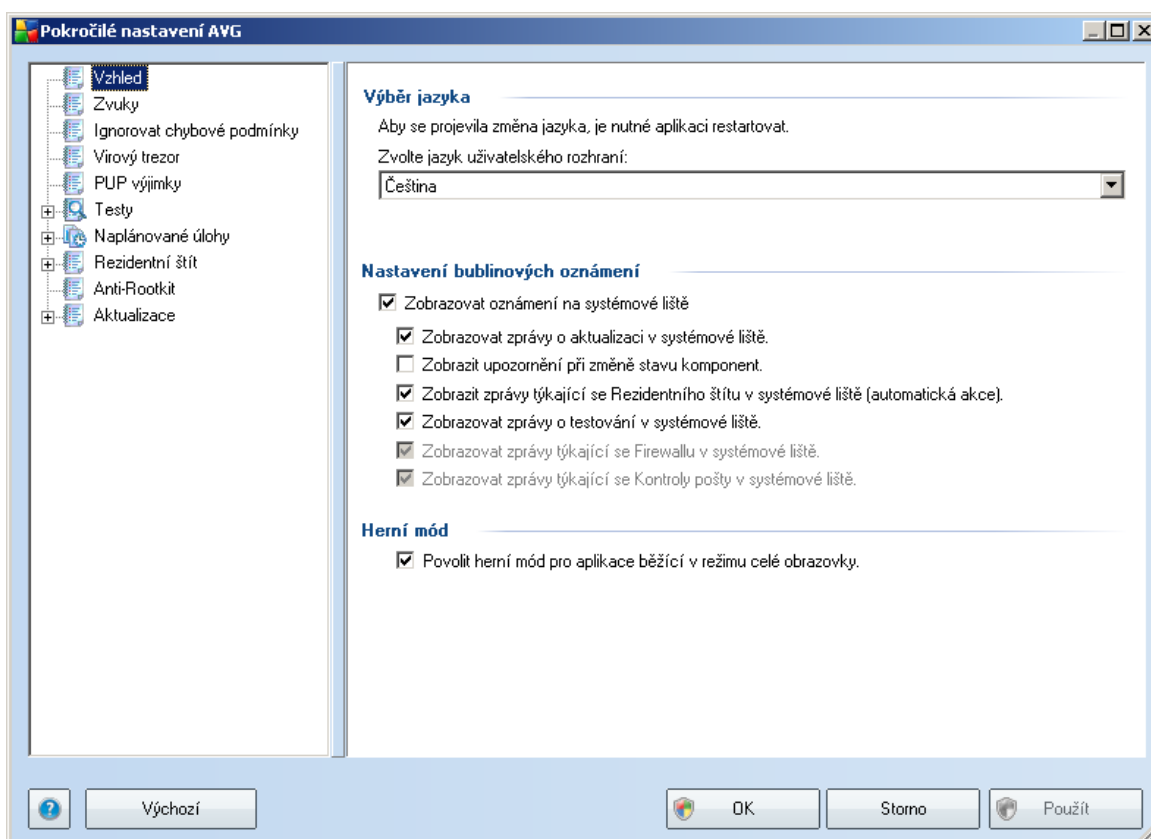 Pokročilé nastavení AVG
Vzhled
Zvuky
Ignorovat chybové podmínky
Virový trezor
PUP výjimky
Testy
Naplánované úlohy
Rezidentní štít
Anti-Rootkit
Aktualizace
Výběr jazyka
Aby se projevila změna jazyka, je nutné aplikaci restartovat.
Zvolte jazyk uživatelského rozhraní:
Čeština
Nastavení bublinových oznámení
Zobrazovat oznámení na systémové liště
Zobrazovat zprávy o aktualizaci v systémové liště.
Zobrazit upozornění při změně stavu komponent.
Zobrazit zprávy týkající se Rezidentního štítu v systémové liště (automatická akce).
Zobrazovat zprávy o testování v systémové liště.
Zobrazovat zprávy týkající se Firewallu v systémové liště.
Zobrazovat zprávy týkající se Kontroly pošty v systémové liště.
Herní mód
Povolit herní mód pro aplikace běžící v režimu celé obrazovky.
?
Výchozí
OK
Storno
Použít